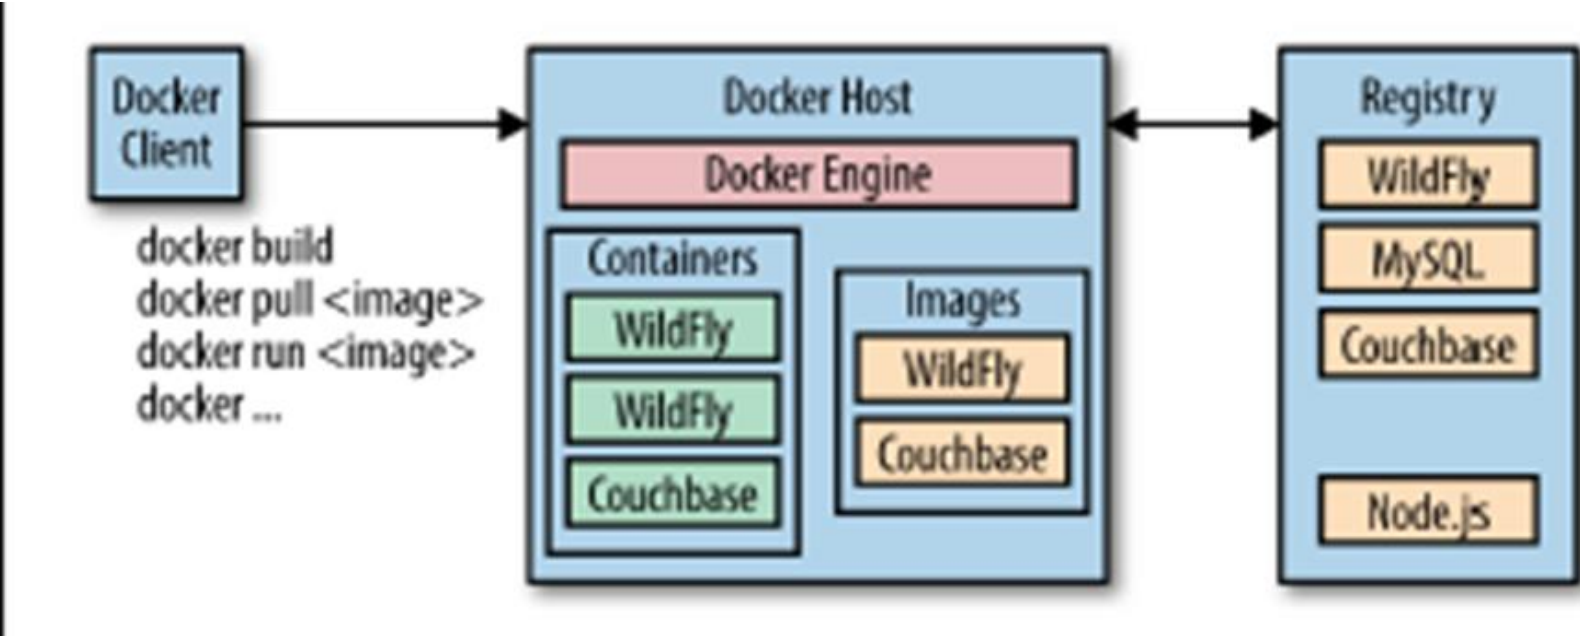 Docker
Client
docker build
docker pull <image>
docker run <image>
docker ...
Docker Host
Docker Engine
Containers
WildFly
WildFly
Couchbase
Images
WildFly
Couchbase
Registry
WildFly
MySQL
Couchbase
Node.js